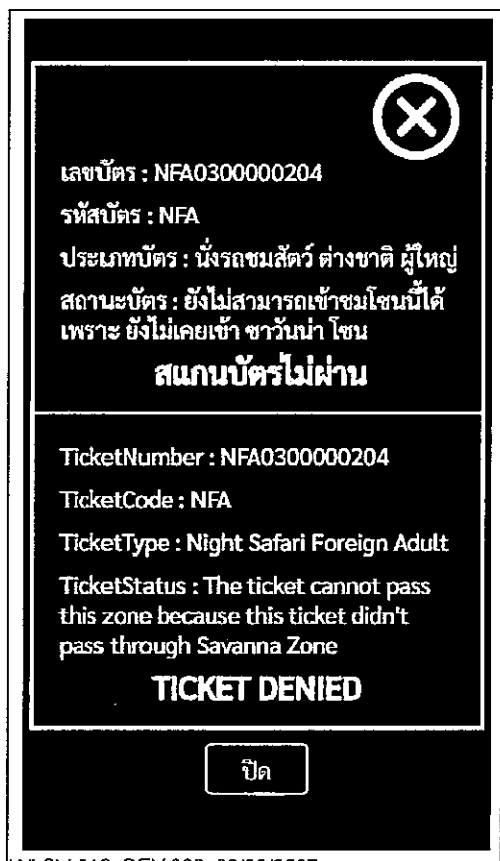 เลขบัตร : NFA0300000204
รหัสบัตร : NFA
ประเภทบัตร : นั่งรถชมสัตว์ ต่างชาติ ผู้ใหญ่
สถานะบัตร : ยังไม่สามารถเข้าชมโซนนี้ได้
เพราะ ยังไม่เคยเข้า ซาวันน่า โซน
สแกนบัตรไม่ผ่าน
TicketNumber : NFA0300000204
TicketCode : NFA
TicketType : Night Safari Foreign Adult
TicketStatus : The ticket cannot pass
this zone because this ticket didn't
pass through Savanna Zone
TICKET DENIED
ปิด